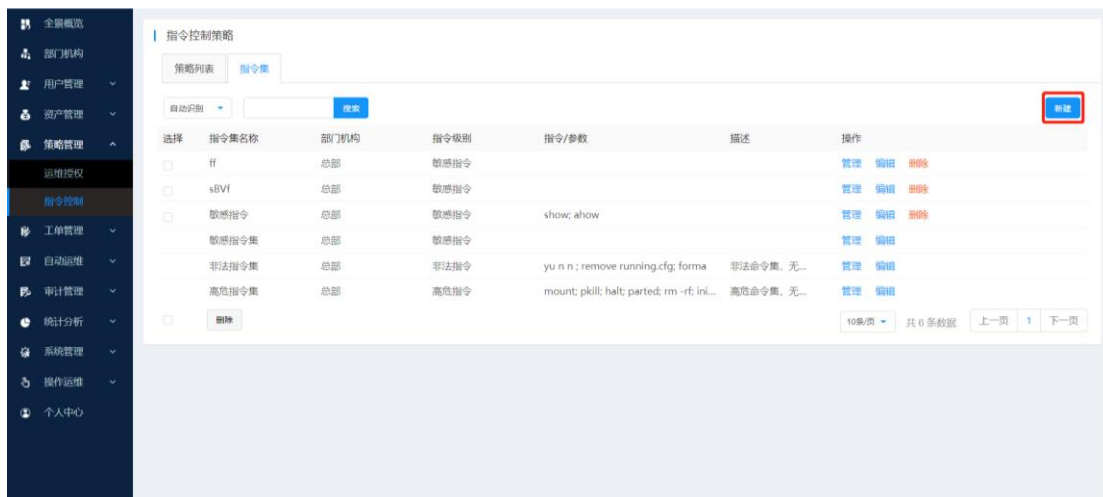 全景概览
部门机构
用户管理
资产管理
策略管理
运维授权
指令控制
工单管理
自动运维
审计管理
统计分析
系统管理
操作运维
个人中心
指令控制策略
策略列表 指令集
自动识别 搜索 新建
选择 指令集名称 部门机构 指令级别 指令/参数 描述 操作
ff 总部 敏感指令 管理 编辑 删除
sBVf 总部 敏感指令 管理 编辑 删除
敏感指令 总部 敏感指令 show; ahow 管理 编辑 删除
敏感指令集 总部 敏感指令 管理 编辑
非法指令集 总部 非法指令 yu n n ; remove running.cfg; forma 非法命令集，无... 管理 编辑
高危指令集 总部 高危指令 mount; pkill; halt; parted; rm -rf; ini... 高危命令集，无... 管理 编辑
删除 10条/页 共 6 条数据 上一页 1 下一页